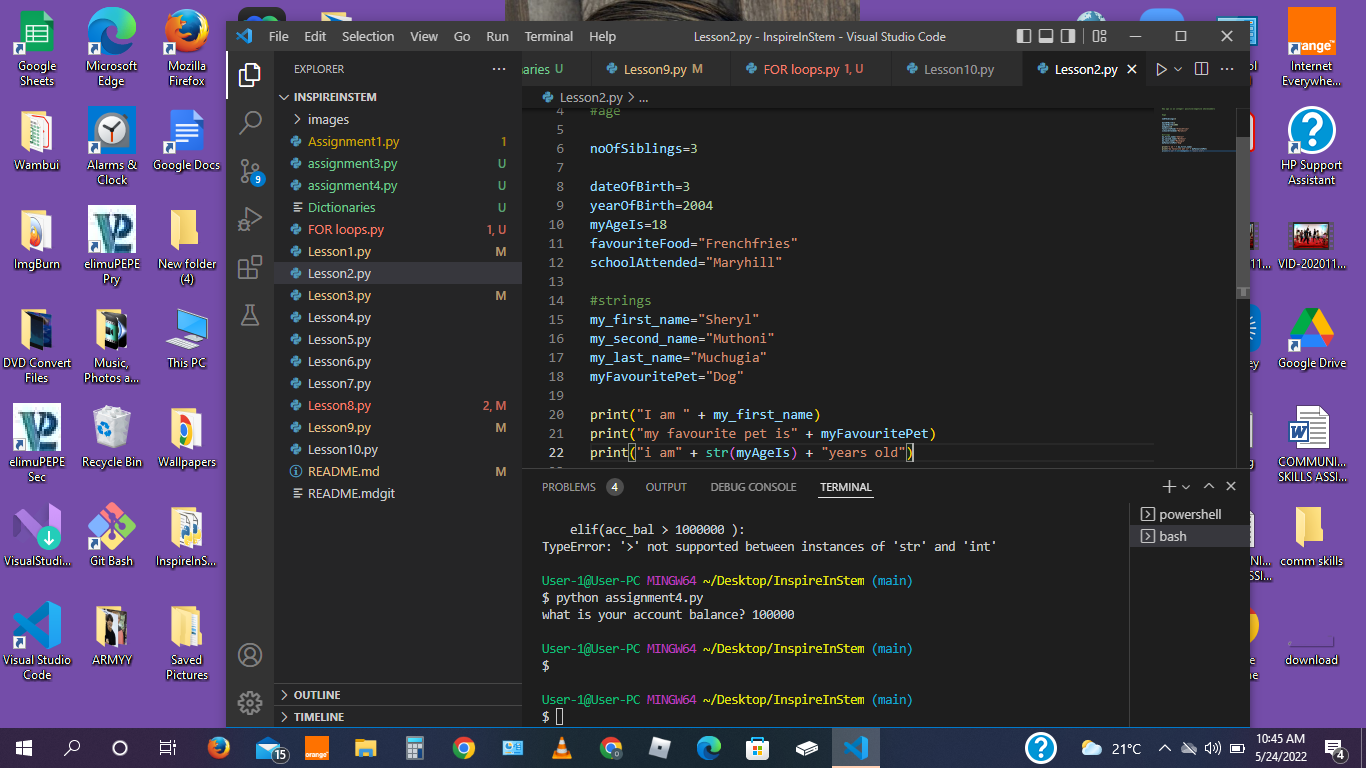 Google Sheets
Microsoft Edge
Mozilla Firefox
Wambui
Alarms & Clock
Google Docs
ImgBurn
elimuPEPE Pry
New folder (4)
DVD Convert Files
Music, Photos a...
This PC
elimuPEPE Sec
Recycle Bin
Wallpapers
VisualStudi...
Git Bash
InspireInS...
Visual Studio Code
ARMYY
Saved Pictures
File Edit Selection View Go Run Terminal Help
Lesson2.py - InspireInStem - Visual Studio Code
EXPLORER
INSPIREINSTEM
images
Assignment1.py 1
assignment3.py U
assignment4.py U
Dictionaries U
FOR loops.py 1, U
Lesson1.py M
Lesson2.py
Lesson3.py M
Lesson4.py
Lesson5.py
Lesson6.py
Lesson7.py
Lesson8.py 2, M
Lesson9.py M
Lesson10.py
README.md M
README.mdgit
OUTLINE
TIMELINE
9
naries U Lesson9.py M FOR loops.py 1, U Lesson10.py Lesson2.py
Lesson2.py > ...
4 #age
5
6 noOfSiblings=3
7
8 dateOfBirth=3
9 yearOfBirth=2004
10 myAgeIs=18
11 favouriteFood="Frenchfries"
12 schoolAttended="Maryhill"
13
14 #strings
15 my_first_name="Sheryl"
16 my_second_name="Muthoni"
17 my_last_name="Muchugia"
18 myFavouritePet="Dog"
19
20 print("I am " + my_first_name)
21 print("my favourite pet is" + myFavouritePet)
22 print("i am" + str(myAgeIs) + "years old")
PROBLEMS 4 OUTPUT DEBUG CONSOLE TERMINAL
elif(acc_bal > 1000000 ):
TypeError: '>' not supported between instances of 'str' and 'int'
User-1@User-PC MINGW64 ~/Desktop/InspireInStem (main)
$ python assignment4.py
what is your account balance? 100000
User-1@User-PC MINGW64 ~/Desktop/InspireInStem (main)
$
User-1@User-PC MINGW64 ~/Desktop/InspireInStem (main)
$
powershell
bash
orange
Internet Everywhe...
HP Support Assistant
VID-202011...
Google Drive
COMMUNI... SKILLS ASSI...
comm skills
download
15
orange
21°C
10:45 AM
5/24/2022
4